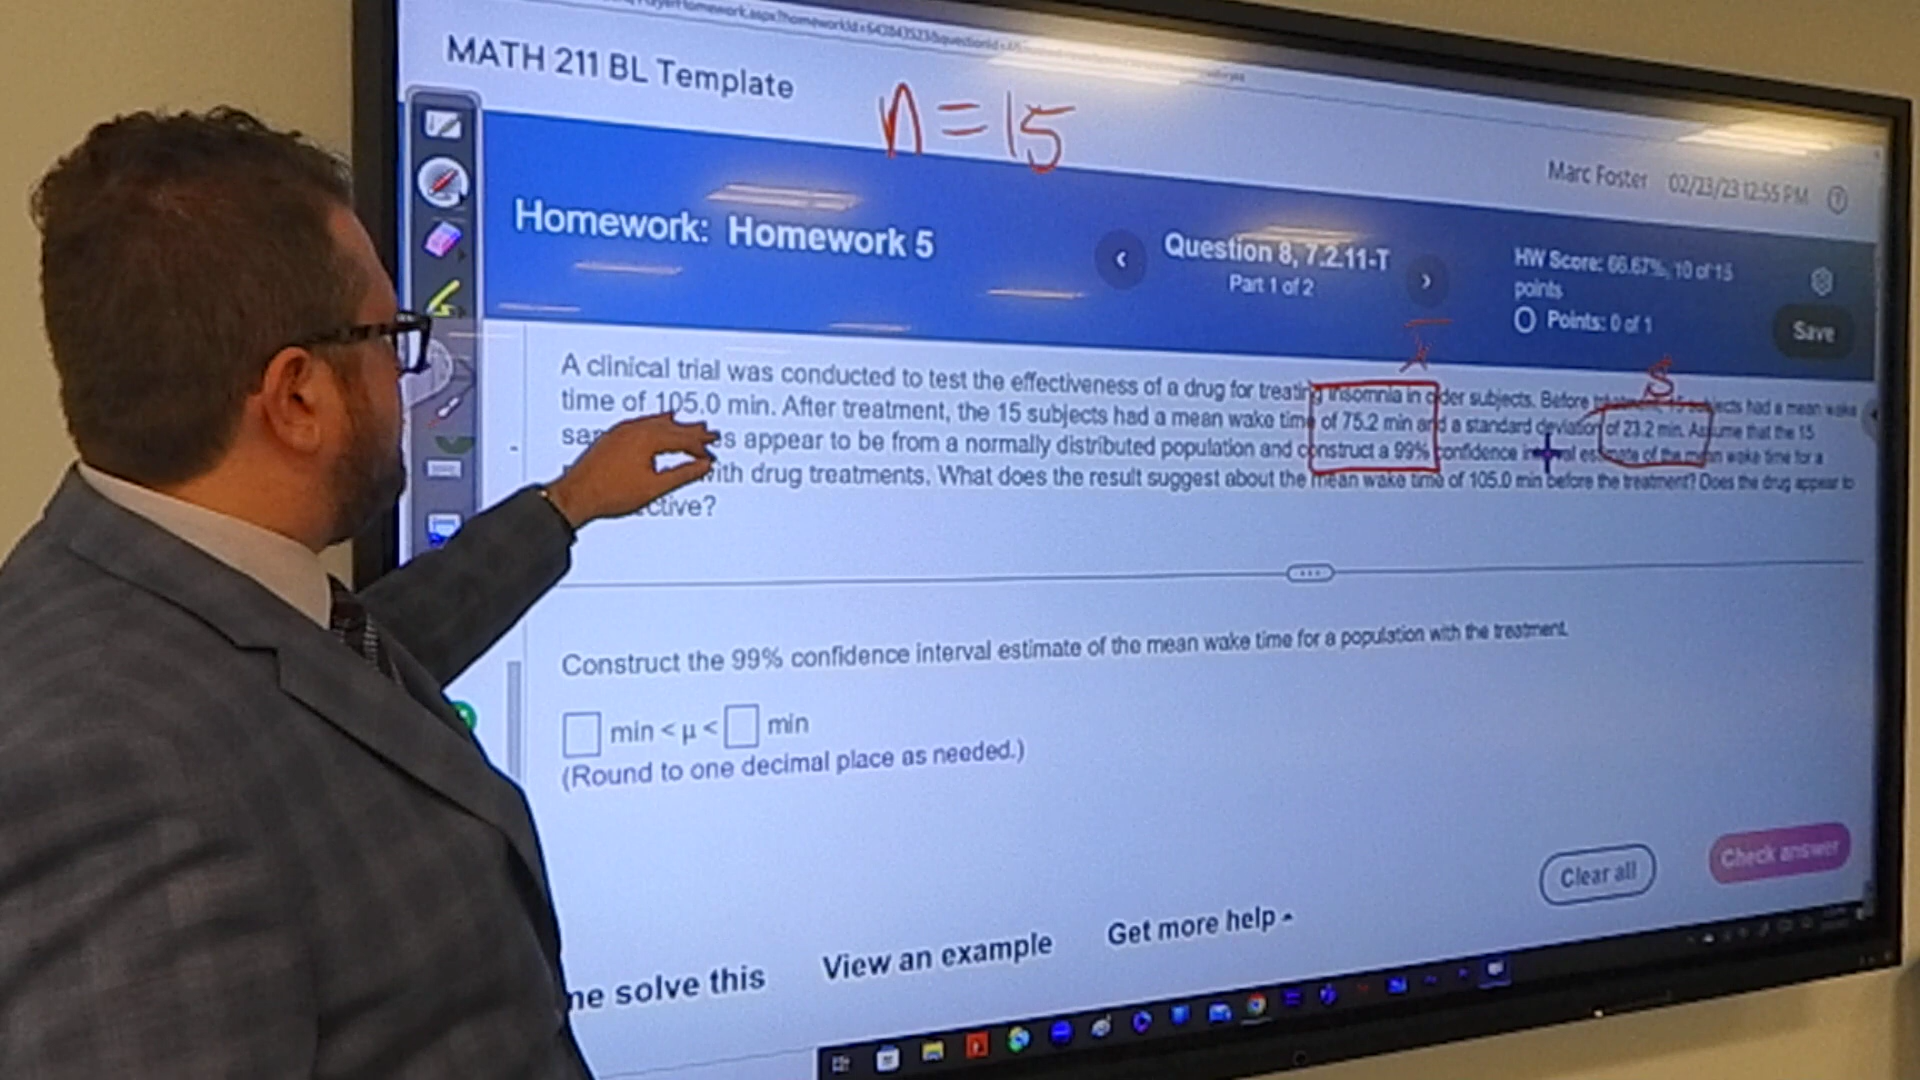 MATH 211 BL Template
n = 15
Marc Foster 02/23/23 12:55 PM
Homework: Homework 5
Question 8, 7.2.11-T
Part 1 of 2
HW Score: 66.67%, 10 of 15
points
Points: 0 of 1
Save
x̄
s
A clinical trial was conducted to test the effectiveness of a drug for treating insomnia in older subjects. Before treatment, 15 subjects had a mean wake
time of 105.0 min. After treatment, the 15 subjects had a mean wake time of 75.2 min and a standard deviation of 23.2 min. Assume that the 15
appear to be from a normally distributed population and construct a 99% confidence interval estimate of the mean wake time for a
with drug treatments. What does the result suggest about the mean wake time of 105.0 min before the treatment? Does the drug appear to
ctive?
Construct the 99% confidence interval estimate of the mean wake time for a population with the treatment.
min < μ < min
(Round to one decimal place as needed.)
Clear all
Check answer
me solve this
View an example
Get more help